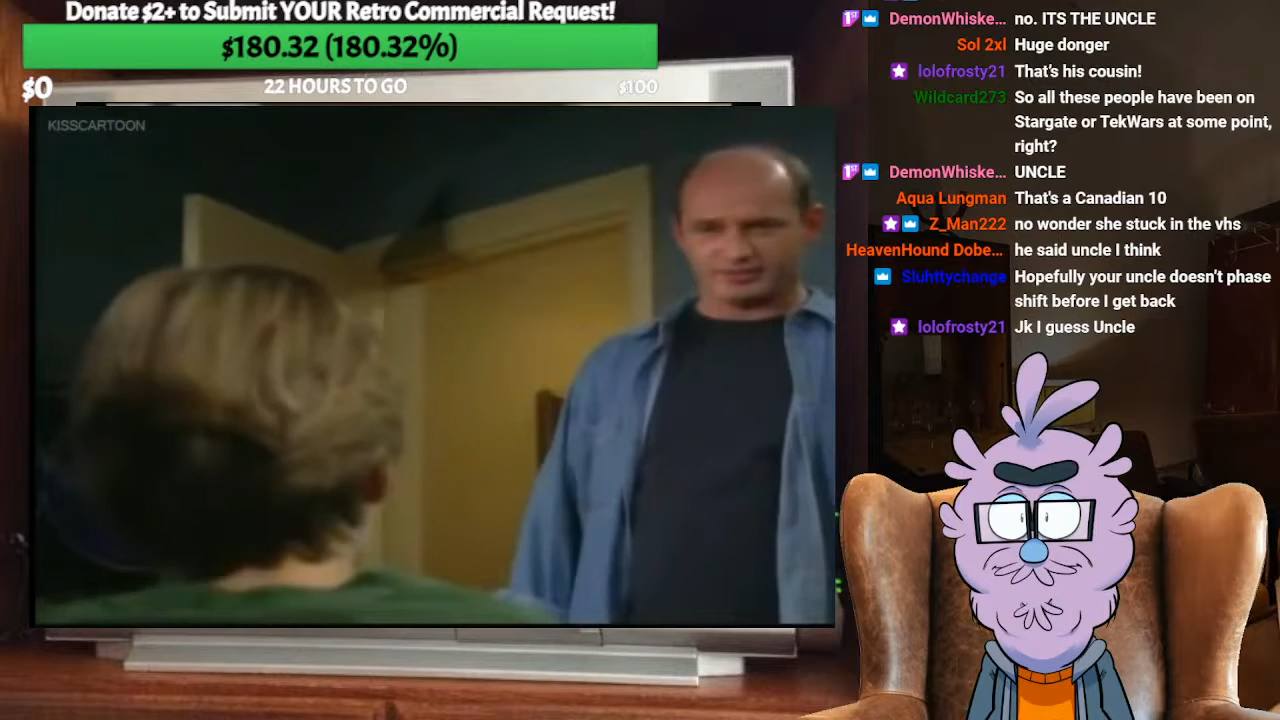 Donate $2+ to Submit YOUR Retro Commercial Request!
$180.32 (180.32%)
$0
22 HOURS TO GO
$100
KISSCARTOON
DemonWhiske... no. ITS THE UNCLE
Sol 2xl Huge donger
lolofrosty21 That's his cousin!
Wildcard273 So all these people have been on
Stargate or TekWars at some point,
right?
DemonWhiske... UNCLE
Aqua Lungman That's a Canadian 10
Z_Man222 no wonder she stuck in the vhs
HeavenHound Dobe... he said uncle I think
Sluhttychange Hopefully your uncle doesn't phase
shift before I get back
lolofrosty21 Jk I guess Uncle